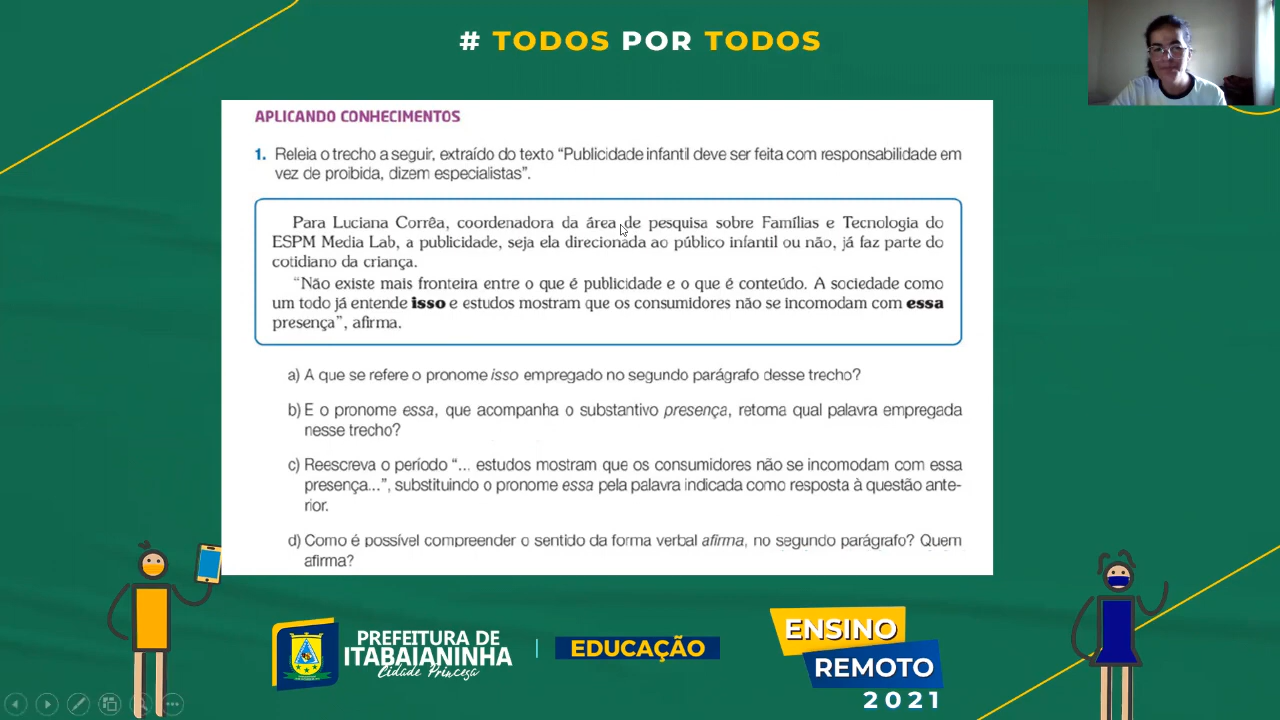 # TODOS POR TODOS
APLICANDO CONHECIMENTOS
1. Releia o trecho a seguir, extraído do texto “Publicidade infantil deve ser feita com responsabilidade em
vez de proibida, dizem especialistas”.
Para Luciana Corrêa, coordenadora da área de pesquisa sobre Famílias e Tecnologia do
ESPM Media Lab, a publicidade, seja ela direcionada ao público infantil ou não, já faz parte do
cotidiano da criança.
“Não existe mais fronteira entre o que é publicidade e o que é conteúdo. A sociedade como
um todo já entende isso e estudos mostram que os consumidores não se incomodam com essa
presença”, afirma.
a) A que se refere o pronome isso empregado no segundo parágrafo desse trecho?
b) E o pronome essa, que acompanha o substantivo presença, retoma qual palavra empregada
nesse trecho?
c) Reescreva o período “... estudos mostram que os consumidores não se incomodam com essa
presença...”, substituindo o pronome essa pela palavra indicada como resposta à questão ante-
rior.
d) Como é possível compreender o sentido da forma verbal afirma, no segundo parágrafo? Quem
afirma?
PREFEITURA DE
ITABAIANINHA
Cidade Princesa
EDUCAÇÃO
ENSINO
REMOTO
2021